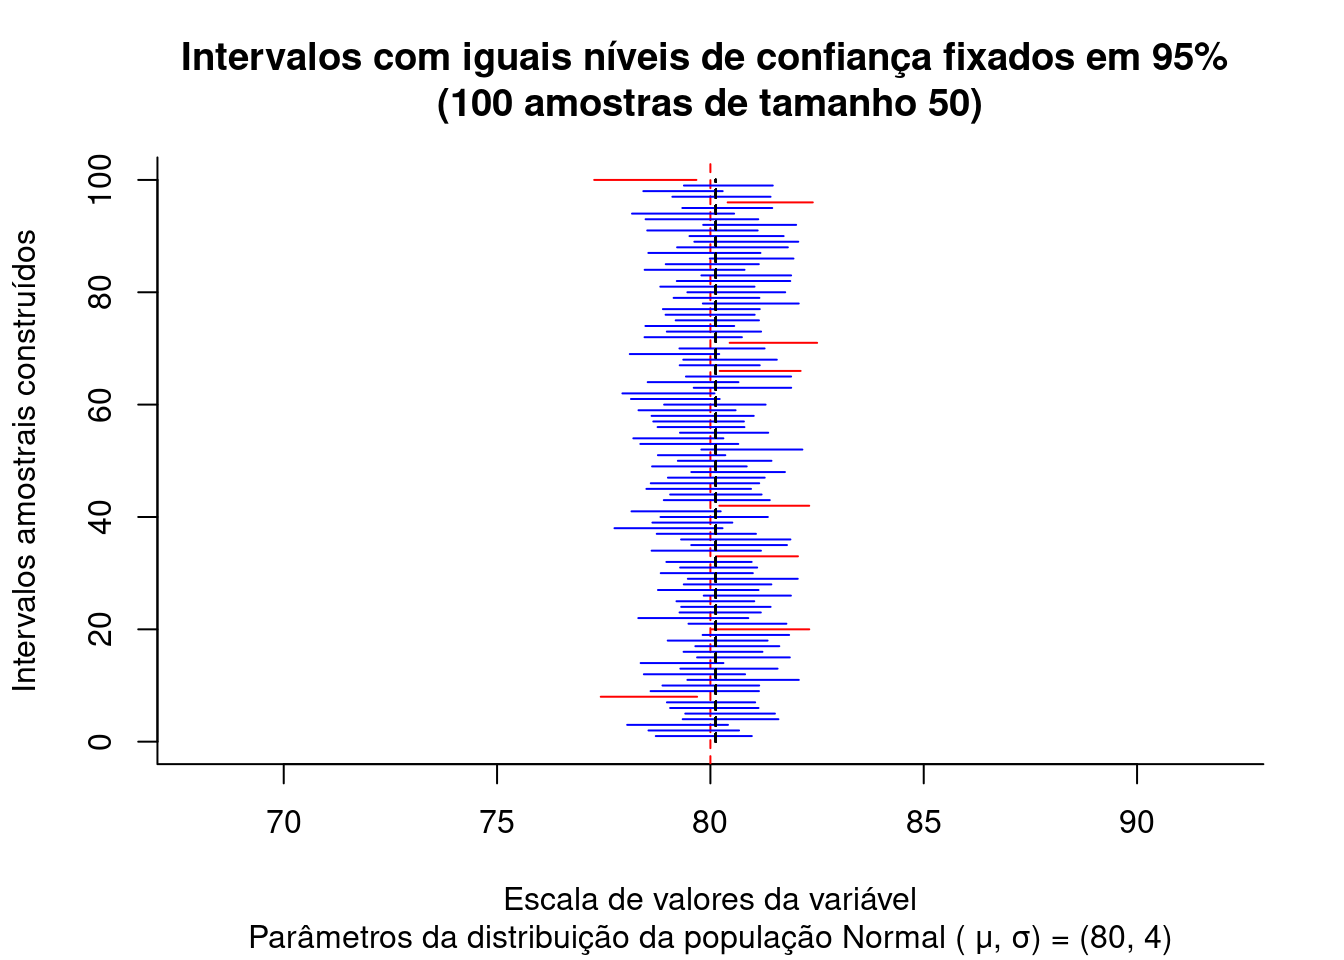 Intervalos com iguais níveis de confiança fixados em 95%
(100 amostras de tamanho 50)
Intervalos amostrais construídos
100
80
60
40
20
0
70 75 80 85 90
Escala de valores da variável
Parâmetros da distribuição da população Normal ( μ, σ) = (80, 4)